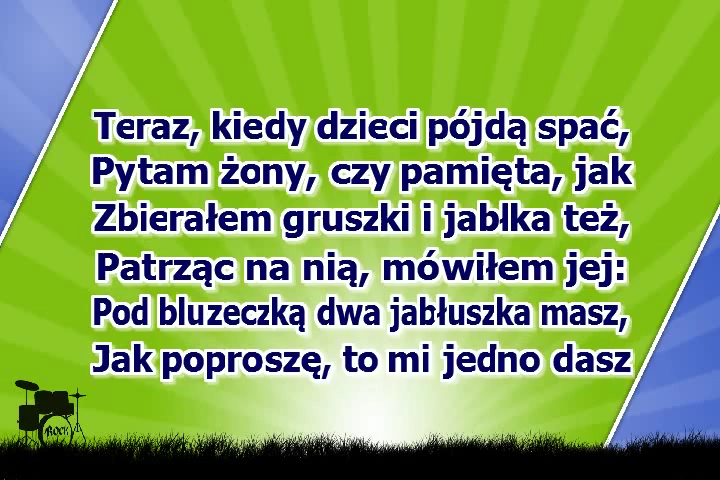 Teraz, kiedy dzieci pójdą spać,
Pytam żony, czy pamięta, jak
Zbierałem gruszki i jabłka też,
Patrząc na nią, mówiłem jej:
Pod bluzeczką dwa jabłuszka masz,
Jak poproszę, to mi jedno dasz
ROCK